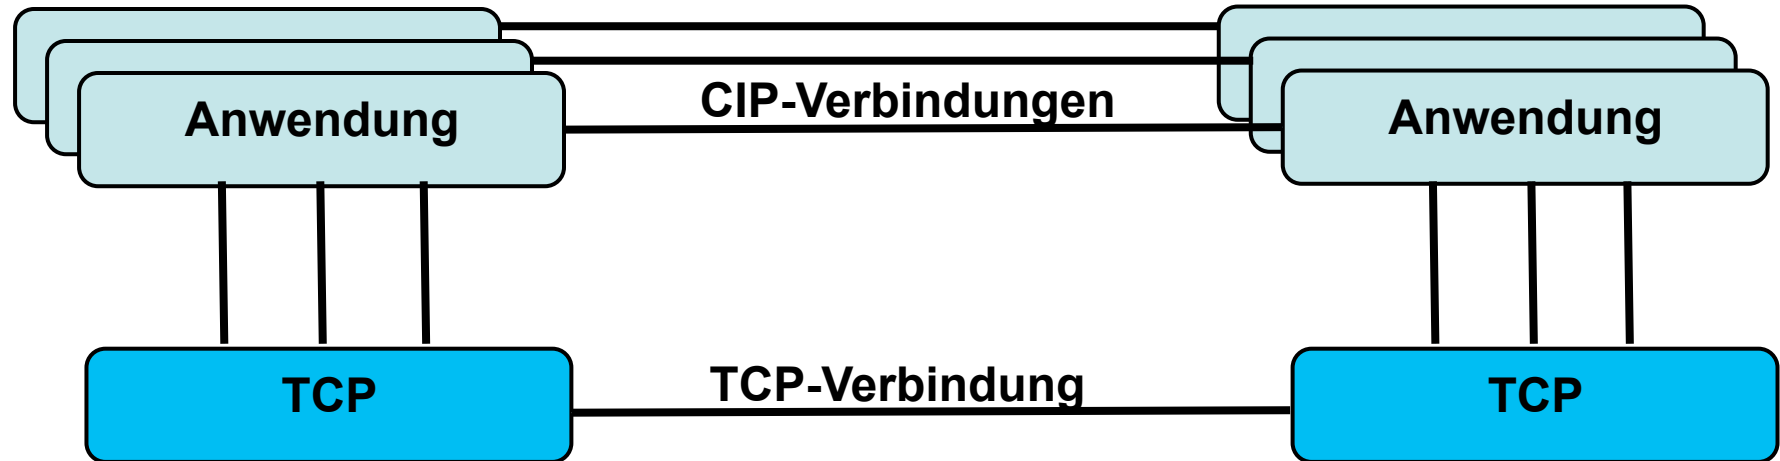 CIP-Verbindungen
Anwendung
Anwendung
TCP-Verbindung
TCP
TCP